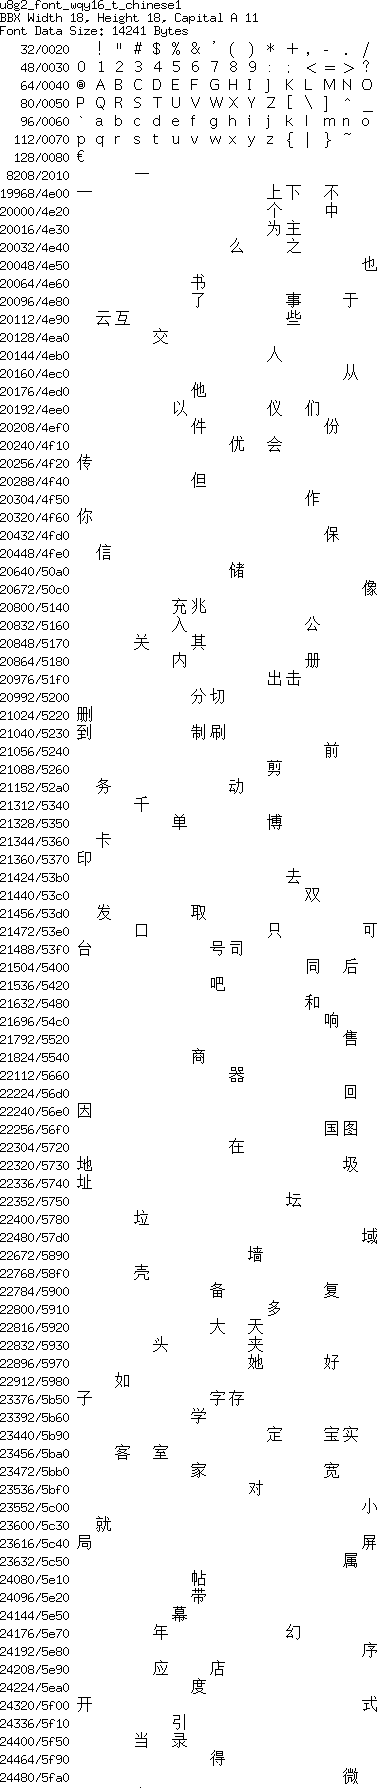 u8g2_font_wqy16_t_chinese1
BBX Width 18, Height 18, Capital A 11
Font Data Size: 14241 Bytes
32/0020 ! " # $ % & ' ( ) * + , - . /
48/0030 0 1 2 3 4 5 6 7 8 9 : ; < = > ?
64/0040 @ A B C D E F G H I J K L M N O
80/0050 P Q R S T U V W X Y Z [ \ ] ^ _
96/0060 ` a b c d e f g h i j k l m n o
112/0070 p q r s t u v w x y z { | } ~
128/0080 €
8208/2010 —
19968/4e00 一 上 下 不
20000/4e20 个 中
20016/4e30 为 主
20032/4e40 么 之
20048/4e50 也
20064/4e60 书
20096/4e80 了 事 于
20112/4e90 云 互 些
20128/4ea0 交
20144/4eb0 人
20160/4ec0 从
20176/4ed0 他
20192/4ee0 以 仪 们
20208/4ef0 件 份
20240/4f10 优 会
20256/4f20 传
20288/4f40 但
20304/4f50 作
20320/4f60 你
20432/4fd0 保
20448/4fe0 信
20640/50a0 储
20672/50c0 像
20800/5140 充 兆
20832/5160 入 公
20848/5170 关 其
20864/5180 内 册
20976/51f0 出 击
20992/5200 分 切
21024/5220 删
21040/5230 到 制 刷
21056/5240 前
21088/5260 剪
21152/52a0 务 动
21312/5340 千
21328/5350 单 博
21344/5360 卡
21360/5370 印
21424/53b0 去
21440/53c0 双
21456/53d0 发 取
21472/53e0 口 只 可
21488/53f0 台 号 司
21504/5400 同 后
21536/5420 吧
21632/5480 和
21696/54c0 响
21792/5520 售
21824/5540 商
22112/5660 器
22224/56d0 回
22240/56e0 因
22256/56f0 国 图
22304/5720 在
22320/5730 地 圾
22336/5740 址
22352/5750 坛
22400/5780 垃
22480/57d0 域
22672/5890 墙
22768/58f0 壳
22784/5900 备 复
22800/5910 多
22816/5920 大 天
22832/5930 头 夹
22896/5970 她 好
22912/5980 如
23376/5b50 子 字 存
23392/5b60 学
23440/5b90 定 宝 实
23456/5ba0 客 室
23472/5bb0 家 宽
23536/5bf0 对
23552/5c00 小
23600/5c30 就
23616/5c40 局 屏
23632/5c50 属
24080/5e10 帖
24096/5e20 带
24144/5e50 幕
24176/5e70 年 幻
24192/5e80 序
24208/5e90 应 店
24224/5ea0 度
24320/5f00 开 式
24336/5f10 引
24400/5f50 当 录
24464/5f90 得
24480/5fa0 微